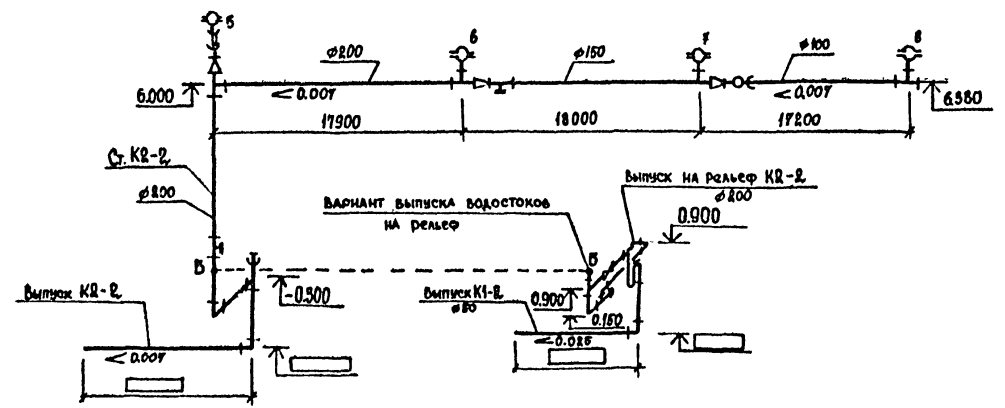 5
6
7
8
ø200
ø150
ø100
6.000
0.007
0.007
6.380
17900
18000
17200
Ст. К2-2
ø200
Вариант выпуска водостоков
на рельеф
Выпуск на рельеф К2-2
ø200
0.900
Б
Б
Выпуск К2-2
-0.300
Выпуск К1-2
ø50
0.900
0.150
0.007
0.025